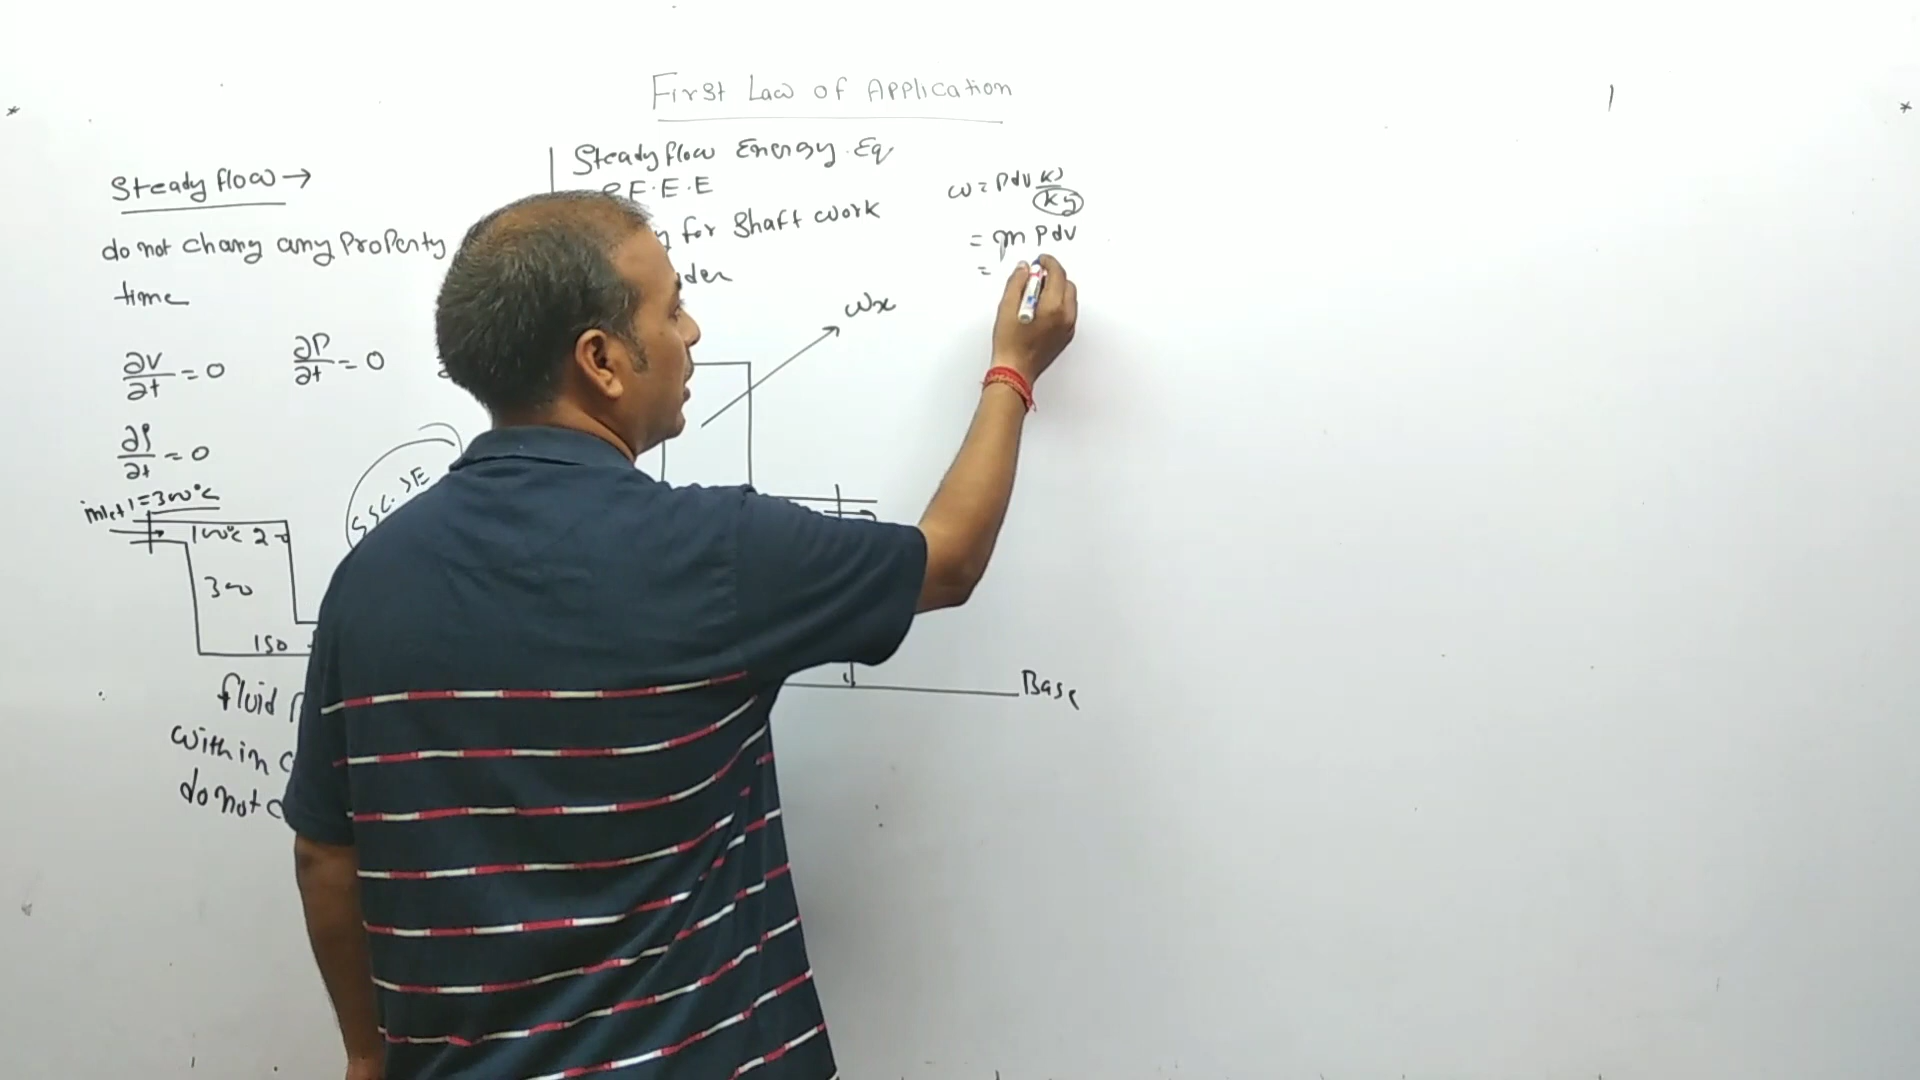 First Law of Application
Steady flow →
do not chang any Property
time
∂V/∂t = 0
∂P/∂t = 0
∂ρ/∂t = 0
inlet 1 = 300°C
100°C 2
300
150
fluid
within
do not
SSC-JE
Steady flow Energy Eq
F.E.E
for Shaft work
Wx
Base
W = Pdv KJ/Kg
= m Pdv
=